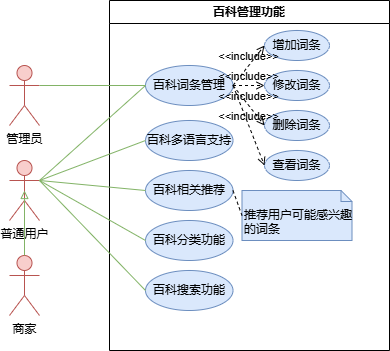 百科管理功能
增加词条
<<include>>
百科词条管理
<<include>>
修改词条
<<include>>
管理员
<<include>>
删除词条
百科多语言支持
查看词条
百科相关推荐
推荐用户可能感兴趣
的词条
普通用户
百科分类功能
百科搜索功能
商家